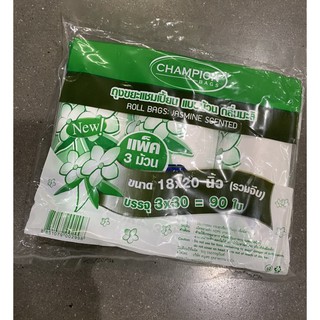 CHAMPION
BAGS
ถุงขยะแชมเปี้ยน แบบม้วน กลิ่นมะลิ
ROLL BAGS: JASMINE SCENTED
New
แพ็ค
3 ม้วน
ขนาด 18x20 นิ้ว (รวมจีบ)
บรรจุ 3x30 = 90 ใบ